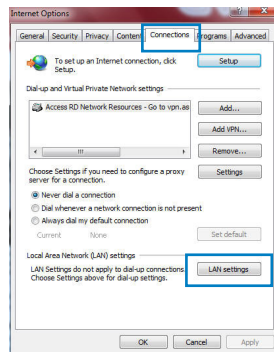 Internet Options
General Security Privacy Content Connections Programs Advanced
To set up an Internet connection, click
Setup.
Setup
Dial-up and Virtual Private Network settings
Access RD Network Resources - Go to vpn.as
Add...
Add VPN...
Remove...
Choose Settings if you need to configure a proxy
server for a connection.
Settings
Never dial a connection
Dial whenever a network connection is not present
Always dial my default connection
Current None
Set default
Local Area Network (LAN) settings
LAN Settings do not apply to dial-up connections.
Choose Settings above for dial-up settings.
LAN settings
OK Cancel Apply